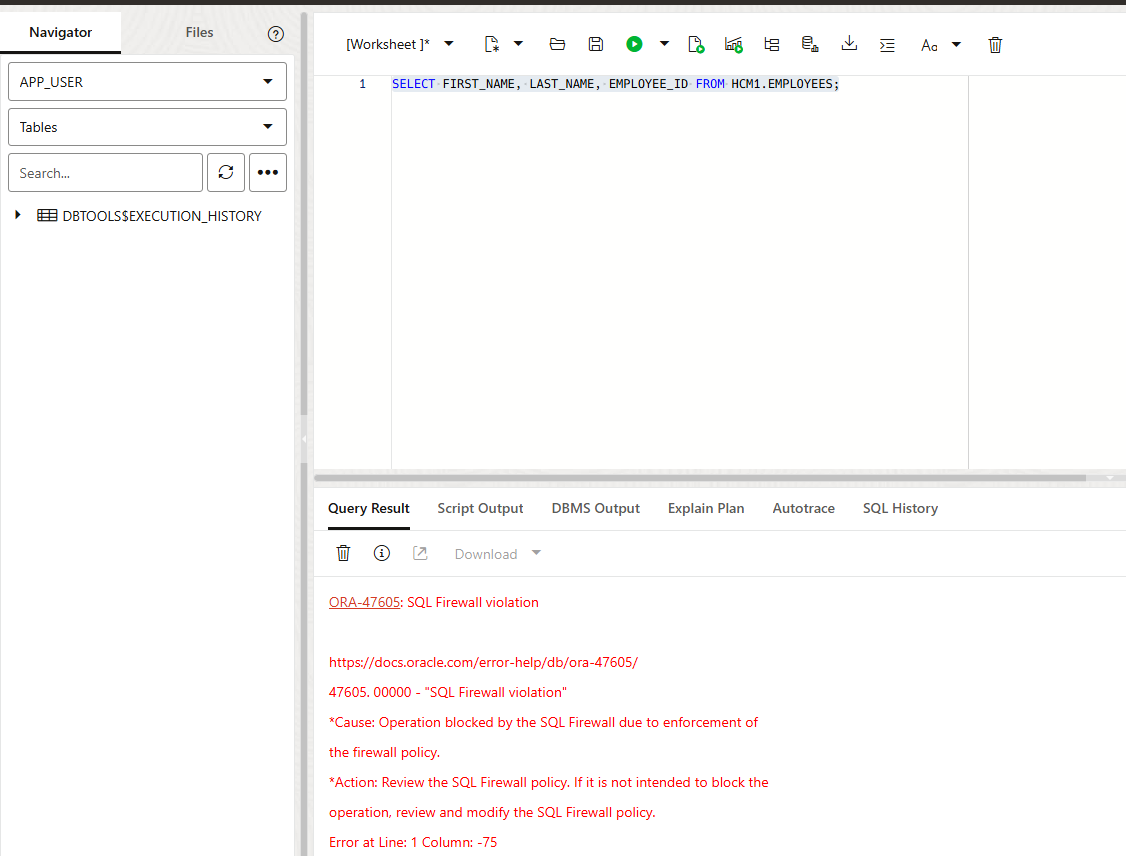 Navigator
Files
APP_USER
Tables
Search...
DBTOOLS$EXECUTION_HISTORY
[Worksheet ]*
Aa
1 SELECT FIRST_NAME, LAST_NAME, EMPLOYEE_ID FROM HCM1.EMPLOYEES;
Query Result Script Output DBMS Output Explain Plan Autotrace SQL History
Download
ORA-47605: SQL Firewall violation
https://docs.oracle.com/error-help/db/ora-47605/
47605. 00000 - "SQL Firewall violation"
*Cause: Operation blocked by the SQL Firewall due to enforcement of
the firewall policy.
*Action: Review the SQL Firewall policy. If it is not intended to block the
operation, review and modify the SQL Firewall policy.
Error at Line: 1 Column: -75